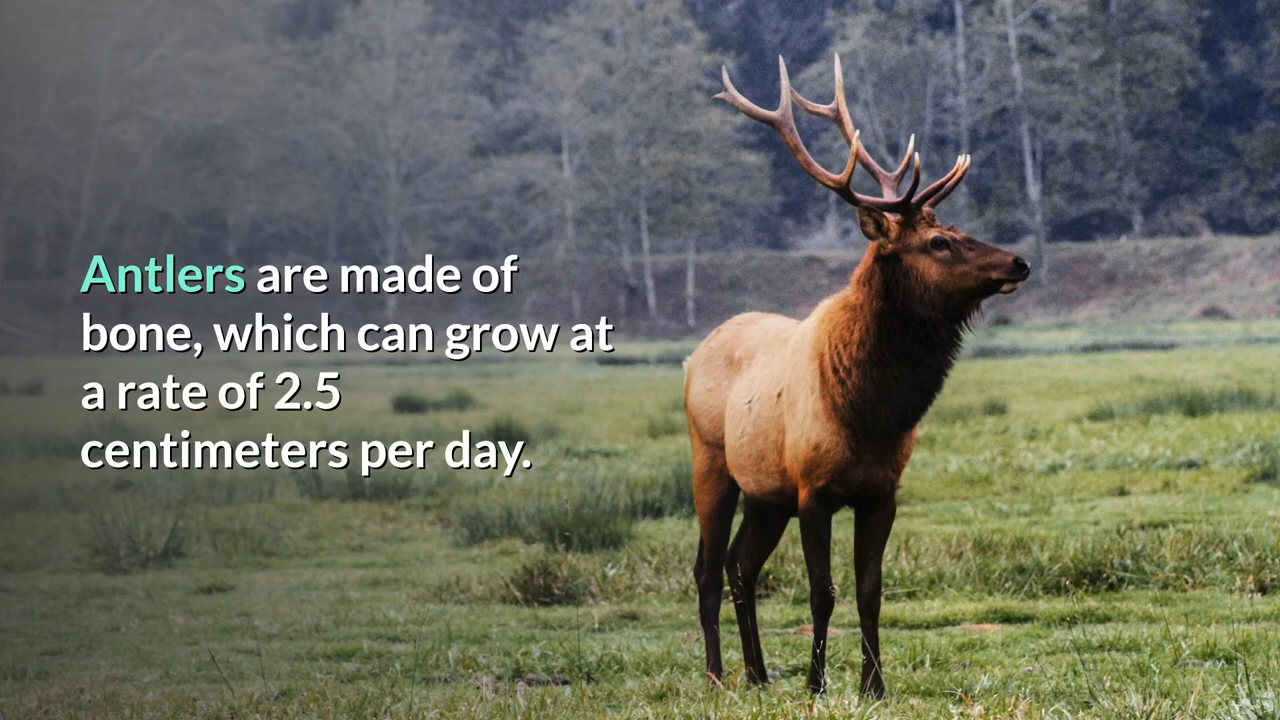 Antlers are made of
bone, which can grow at
a rate of 2.5
centimeters per day.